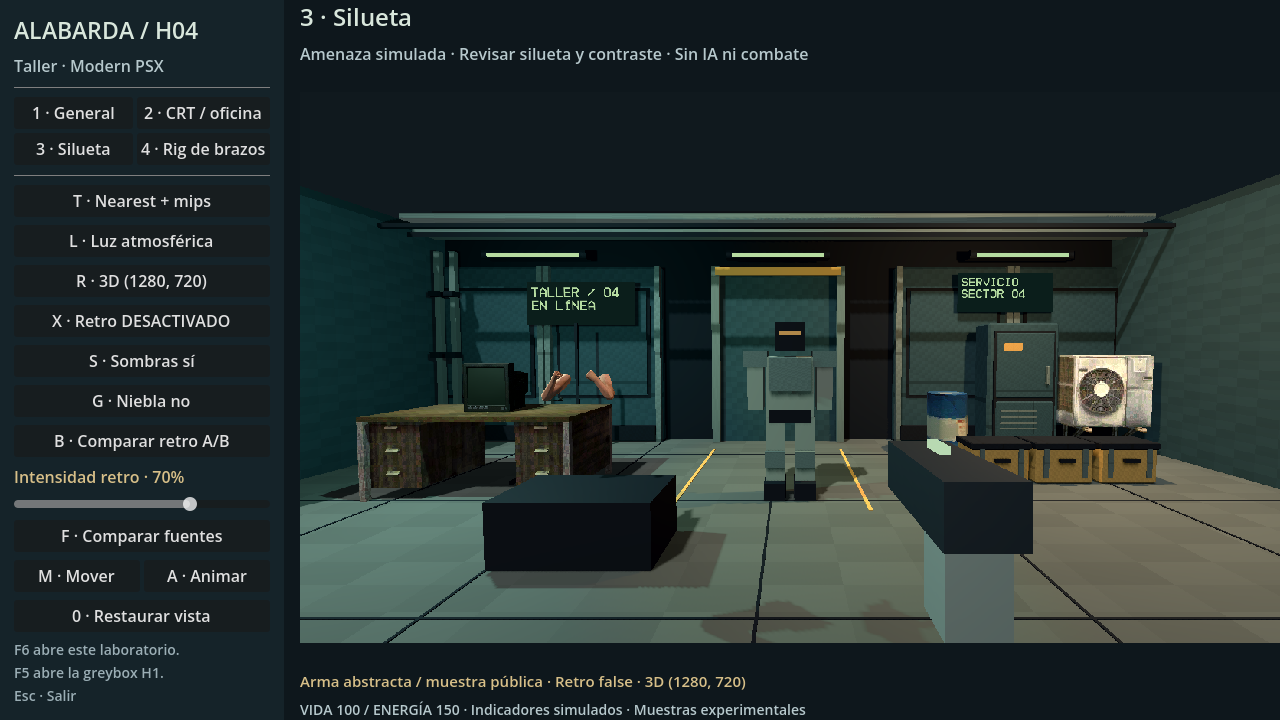 ALABARDA / H04
Taller · Modern PSX
1 · General
2 · CRT / oficina
3 · Silueta
4 · Rig de brazos
T · Nearest + mips
L · Luz atmosférica
R · 3D (1280, 720)
X · Retro DESACTIVADO
S · Sombras sí
G · Niebla no
B · Comparar retro A/B
Intensidad retro · 70%
F · Comparar fuentes
M · Mover
A · Animar
0 · Restaurar vista
F6 abre este laboratorio.
F5 abre la greybox H1.
Esc · Salir
3 · Silueta
Amenaza simulada · Revisar silueta y contraste · Sin IA ni combate
TALLER / 04
EN LÍNEA
SERVICIO
SECTOR 04
Arma abstracta / muestra pública · Retro false · 3D (1280, 720)
VIDA 100 / ENERGÍA 150 · Indicadores simulados · Muestras experimentales